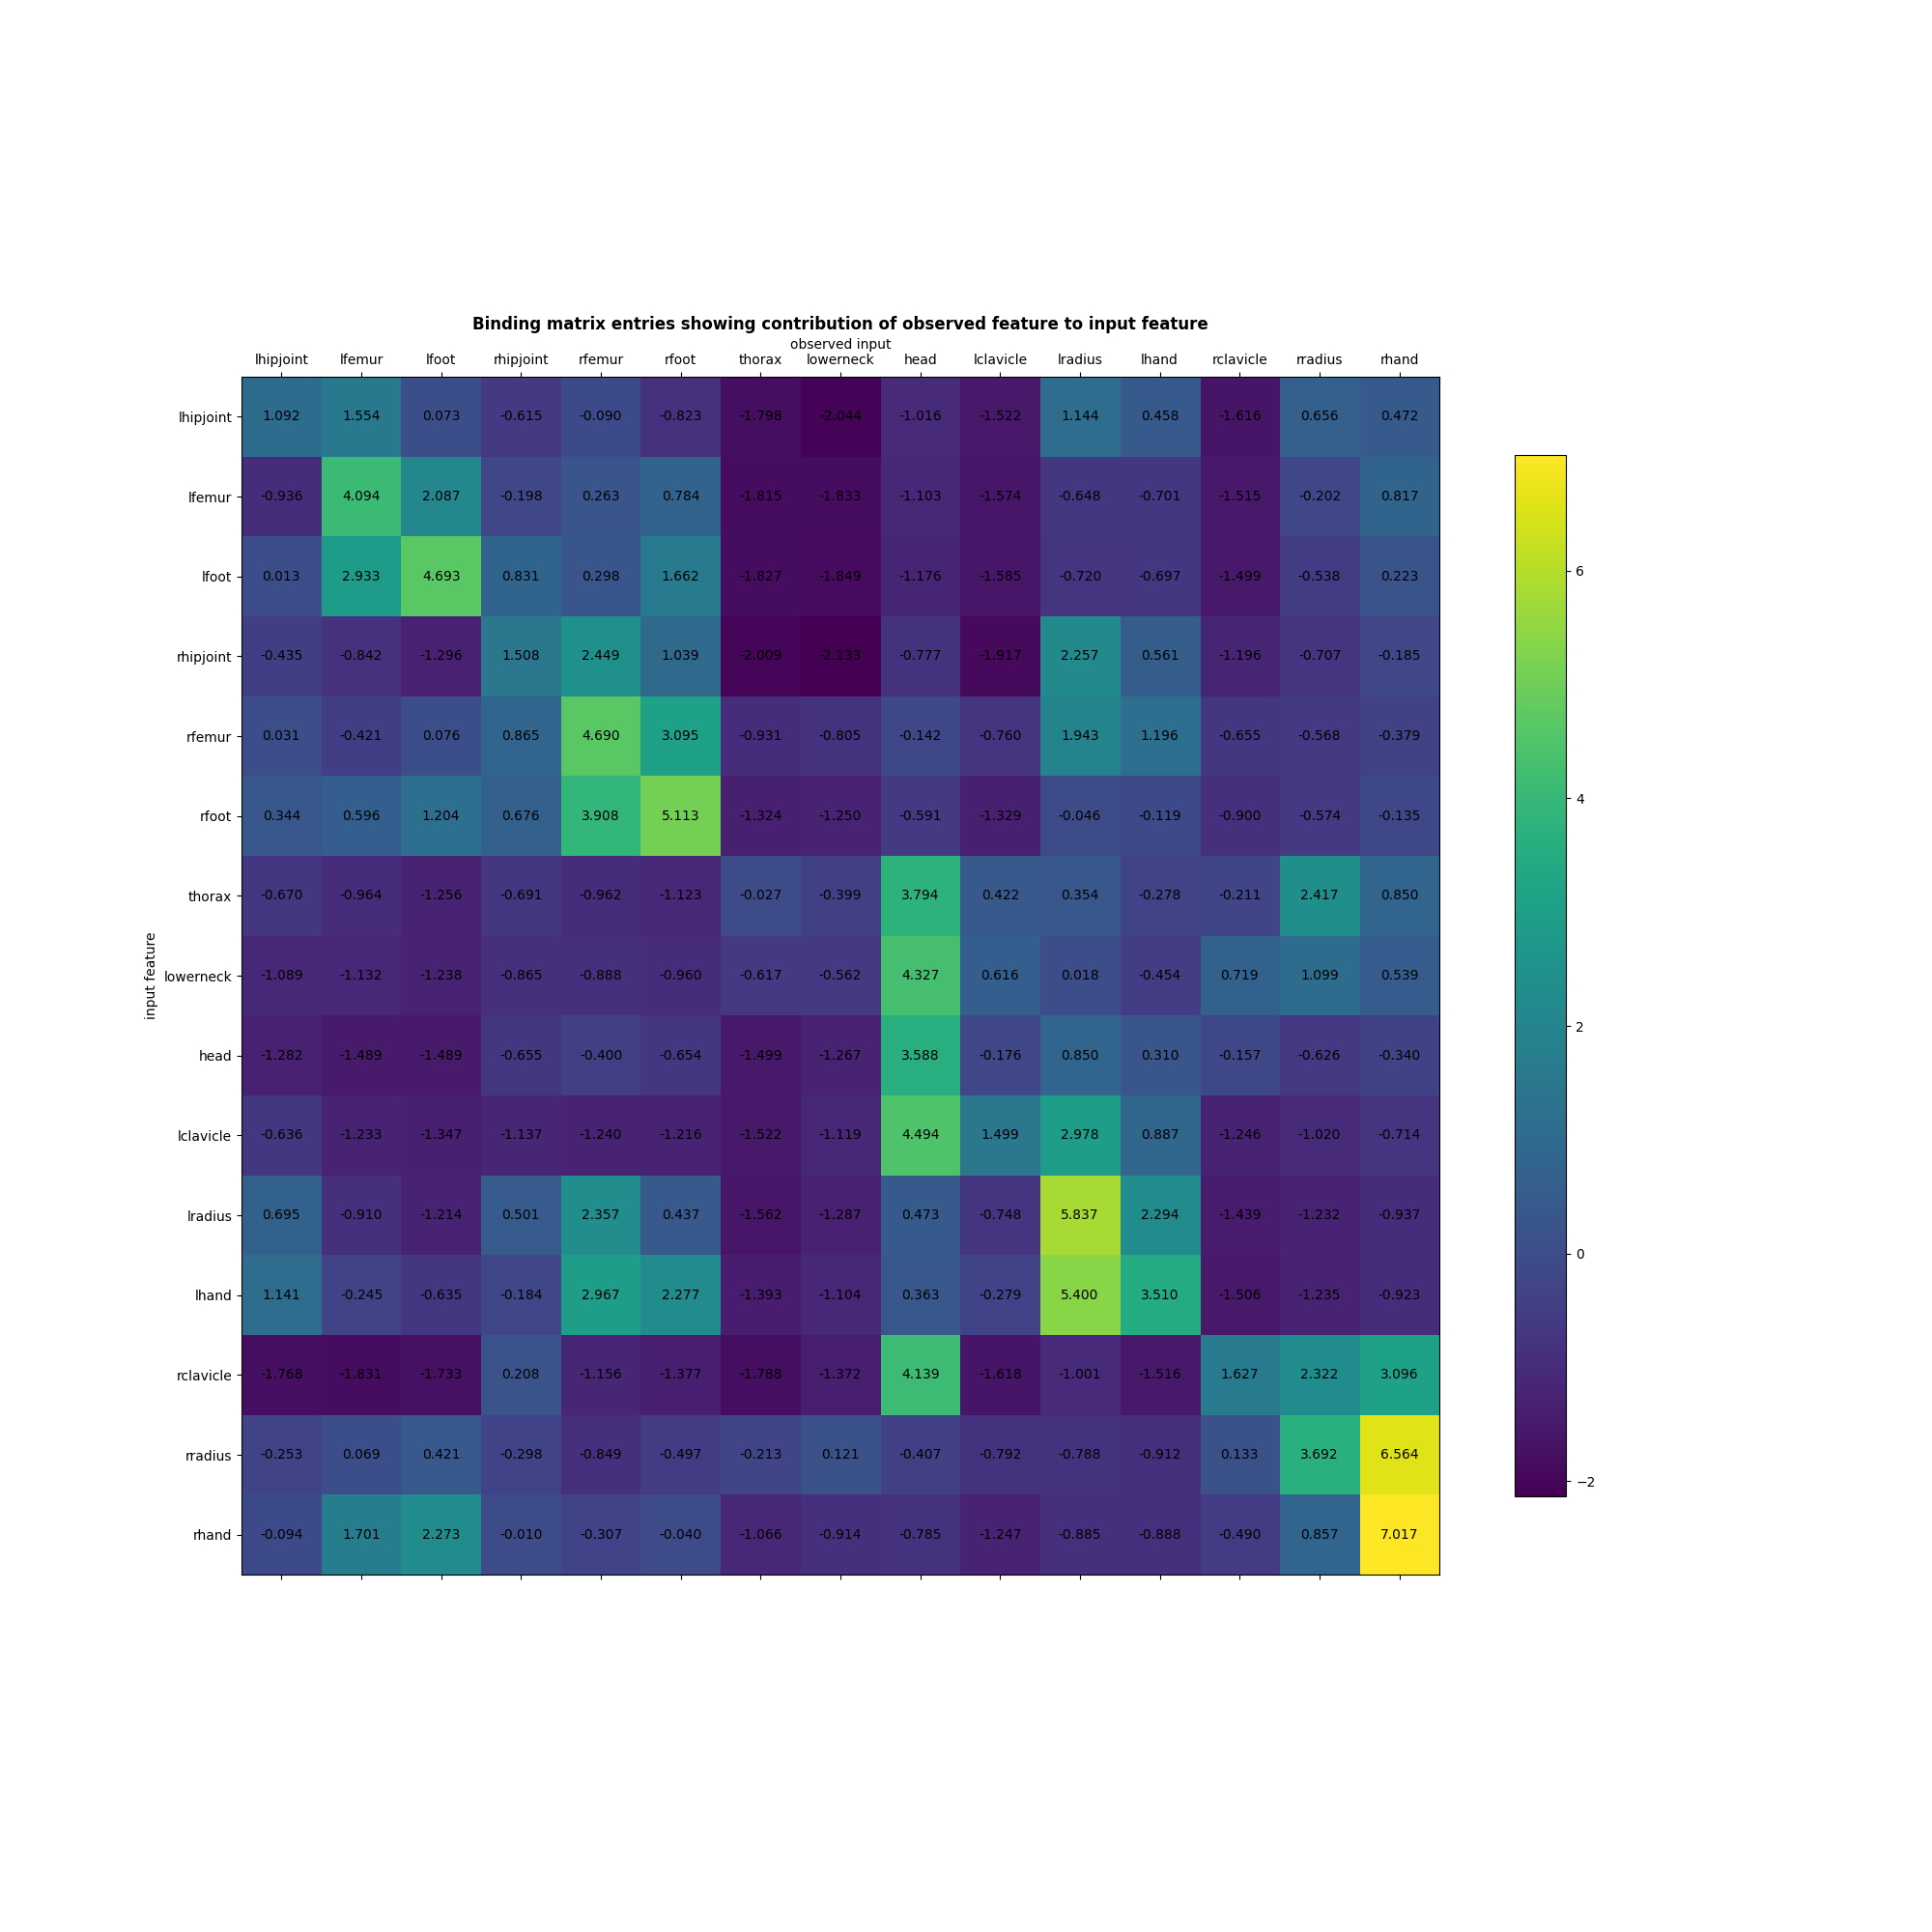 Binding matrix entries showing contribution of observed feature to input feature
observed input
lhipjoint lfemur lfoot rhipjoint rfemur rfoot thorax lowerneck head lclavicle lradius lhand rclavicle rradius rhand
lhipjoint 1.092 1.554 0.073 -0.615 -0.090 -0.823 -1.798 -2.044 -1.016 -1.522 1.144 0.458 -1.616 0.656 0.472
lfemur -0.936 4.094 2.087 -0.198 0.263 0.784 -1.815 -1.833 -1.103 -1.574 -0.648 -0.701 -1.515 -0.202 0.817
lfoot 0.013 2.933 4.693 0.831 0.298 1.662 -1.827 -1.849 -1.176 -1.585 -0.720 -0.697 -1.499 -0.538 0.223
6
rhipjoint -0.435 -0.842 -1.296 1.508 2.449 1.039 -2.009 -2.133 -0.777 -1.917 2.257 0.561 -1.196 -0.707 -0.185
rfemur 0.031 -0.421 0.076 0.865 4.690 3.095 -0.931 -0.805 -0.142 -0.760 1.943 1.196 -0.655 -0.568 -0.379
4
rfoot 0.344 0.596 1.204 0.676 3.908 5.113 -1.324 -1.250 -0.591 -1.329 -0.046 -0.119 -0.900 -0.574 -0.135
thorax -0.670 -0.964 -1.256 -0.691 -0.962 -1.123 -0.027 -0.399 3.794 0.422 0.354 -0.278 -0.211 2.417 0.850
input feature
lowerneck -1.089 -1.132 -1.238 -0.865 -0.888 -0.960 -0.617 -0.562 4.327 0.616 0.018 -0.454 0.719 1.099 0.539
2
head -1.282 -1.489 -1.489 -0.655 -0.400 -0.654 -1.499 -1.267 3.588 -0.176 0.850 0.310 -0.157 -0.626 -0.340
lclavicle -0.636 -1.233 -1.347 -1.137 -1.240 -1.216 -1.522 -1.119 4.494 1.499 2.978 0.887 -1.246 -1.020 -0.714
lradius 0.695 -0.910 -1.214 0.501 2.357 0.437 -1.562 -1.287 0.473 -0.748 5.837 2.294 -1.439 -1.232 -0.937
0
lhand 1.141 -0.245 -0.635 -0.184 2.967 2.277 -1.393 -1.104 0.363 -0.279 5.400 3.510 -1.506 -1.235 -0.923
rclavicle -1.768 -1.831 -1.733 0.208 -1.156 -1.377 -1.788 -1.372 4.139 -1.618 -1.001 -1.516 1.627 2.322 3.096
rradius -0.253 0.069 0.421 -0.298 -0.849 -0.497 -0.213 0.121 -0.407 -0.792 -0.788 -0.912 0.133 3.692 6.564
−2
rhand -0.094 1.701 2.273 -0.010 -0.307 -0.040 -1.066 -0.914 -0.785 -1.247 -0.885 -0.888 -0.490 0.857 7.017